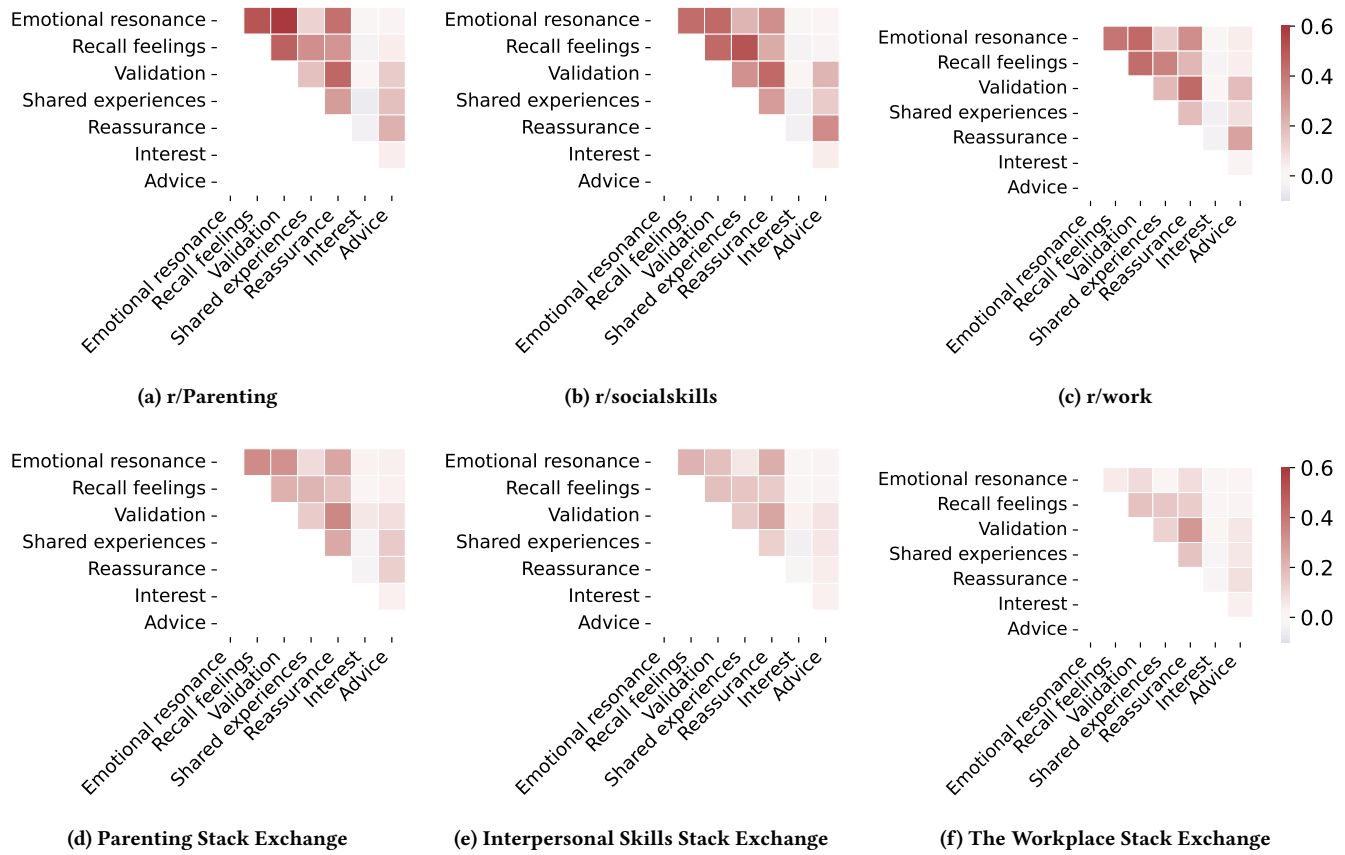 Emotional resonance
Recall feelings
Validation
Shared experiences
Reassurance
Interest
Advice
Emotional resonance
Recall feelings
Validation
Shared experiences
Reassurance
Interest
Advice
(a) r/Parenting
Emotional resonance
Recall feelings
Validation
Shared experiences
Reassurance
Interest
Advice
Emotional resonance
Recall feelings
Validation
Shared experiences
Reassurance
Interest
Advice
(b) r/socialskills
Emotional resonance
Recall feelings
Validation
Shared experiences
Reassurance
Interest
Advice
Emotional resonance
Recall feelings
Validation
Shared experiences
Reassurance
Interest
Advice
0.6
0.4
0.2
0.0
(c) r/work
Emotional resonance
Recall feelings
Validation
Shared experiences
Reassurance
Interest
Advice
Emotional resonance
Recall feelings
Validation
Shared experiences
Reassurance
Interest
Advice
(d) Parenting Stack Exchange
Emotional resonance
Recall feelings
Validation
Shared experiences
Reassurance
Interest
Advice
Emotional resonance
Recall feelings
Validation
Shared experiences
Reassurance
Interest
Advice
(e) Interpersonal Skills Stack Exchange
Emotional resonance
Recall feelings
Validation
Shared experiences
Reassurance
Interest
Advice
Emotional resonance
Recall feelings
Validation
Shared experiences
Reassurance
Interest
Advice
0.6
0.4
0.2
0.0
(f) The Workplace Stack Exchange